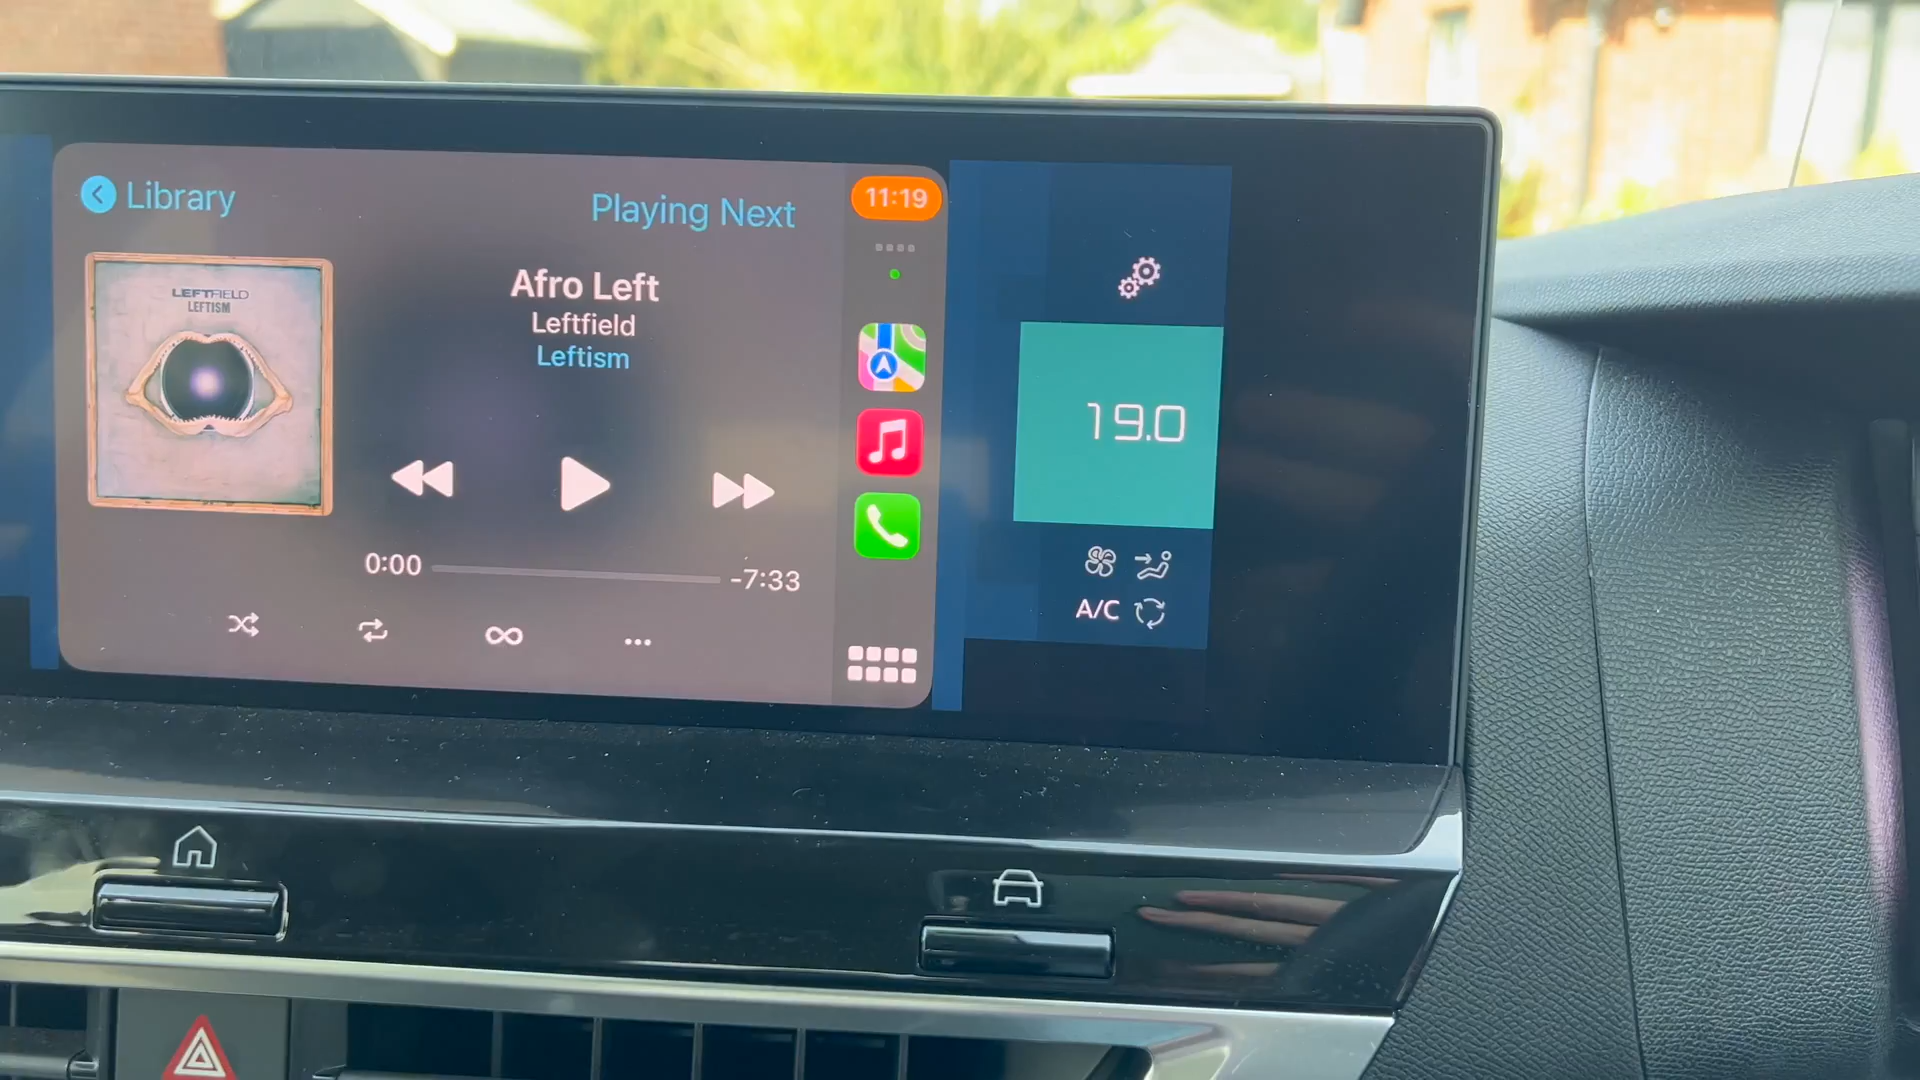 Library
Playing Next
11:19
LEFTFIELD
LEFTISM
Afro Left
Leftfield
Leftism
19.0
0:00
-7:33
A/C